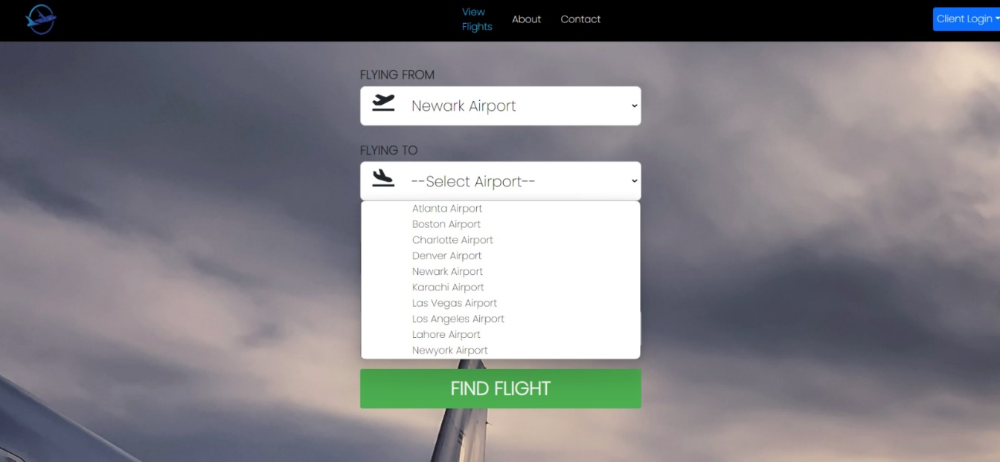 View
Flights
About
Contact
Client Login
FLYING FROM
Newark Airport
FLYING TO
--Select Airport--
Atlanta Airport
Boston Airport
Charlotte Airport
Denver Airport
Newark Airport
Karachi Airport
Las Vegas Airport
Los Angeles Airport
Lahore Airport
Newyork Airport
FIND FLIGHT